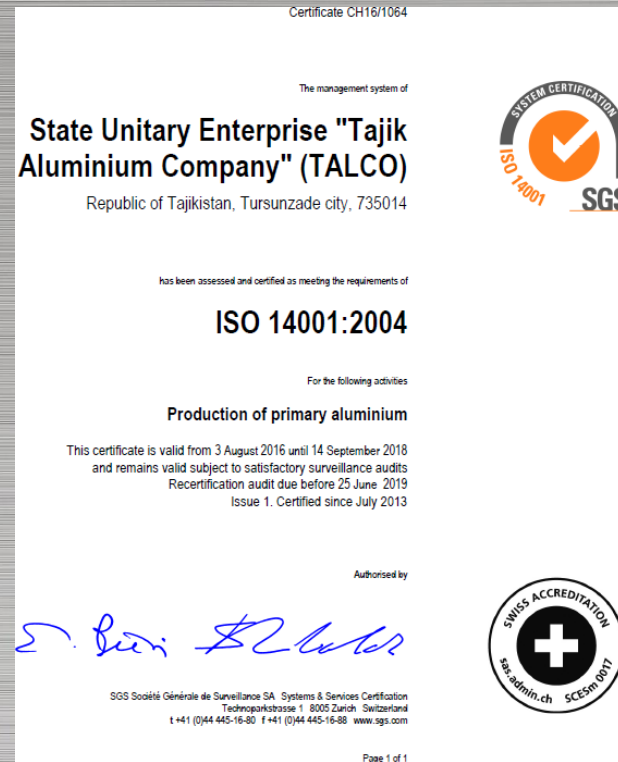 Certificate CH16/1064
The management system of
State Unitary Enterprise "Tajik
Aluminium Company" (TALCO)
Republic of Tajikistan, Tursunzade city, 735014
has been assessed and certified as meeting the requirements of
ISO 14001:2004
For the following activities
Production of primary aluminium
This certificate is valid from 3 August 2016 until 14 September 2018
and remains valid subject to satisfactory surveillance audits
Recertification audit due before 25 June 2019
Issue 1. Certified since July 2013
Authorised by
SGS Société Générale de Surveillance SA Systems & Services Certification
Technoparkstrasse 1 8005 Zurich Switzerland
t +41 (0)44 445-16-80 f +41 (0)44 445-16-88 www.sgs.com
Page 1 of 1
SYSTEM CERTIFICATION
ISO 14001
SGS
SWISS ACCREDITATION
sas.admin.ch SCESm 0017